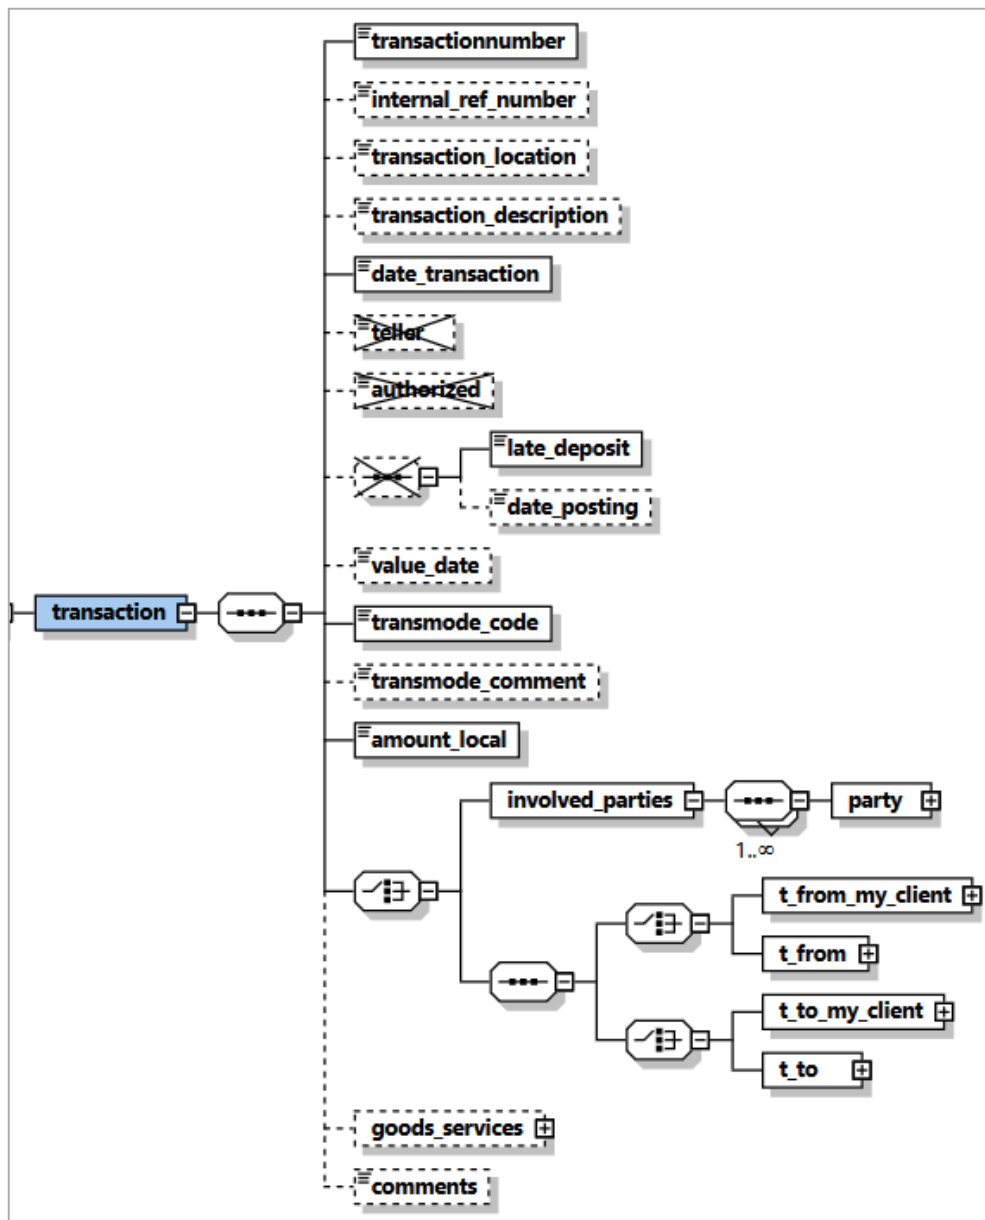 transactionnumber
internal_ref_number
transaction_location
transaction_description
date_transaction
teller
authorized
late_deposit
date_posting
value_date
transaction
transmode_code
transmode_comment
amount_local
involved_parties
party
1..∞
t_from_my_client
t_from
t_to_my_client
t_to
goods_services
comments